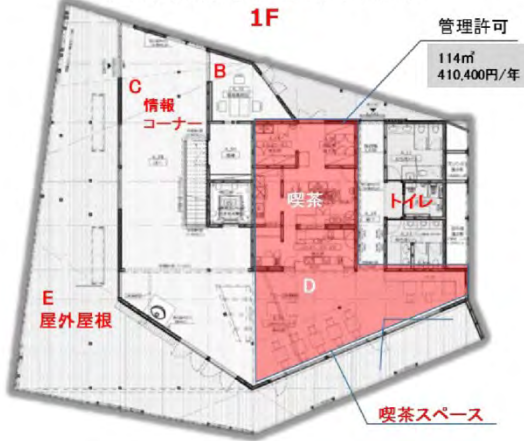 1F
管理許可
114㎡
410,400円/年
B
C
情報
コーナー
喫茶
トイレ
D
E
屋外屋根
喫茶スペース